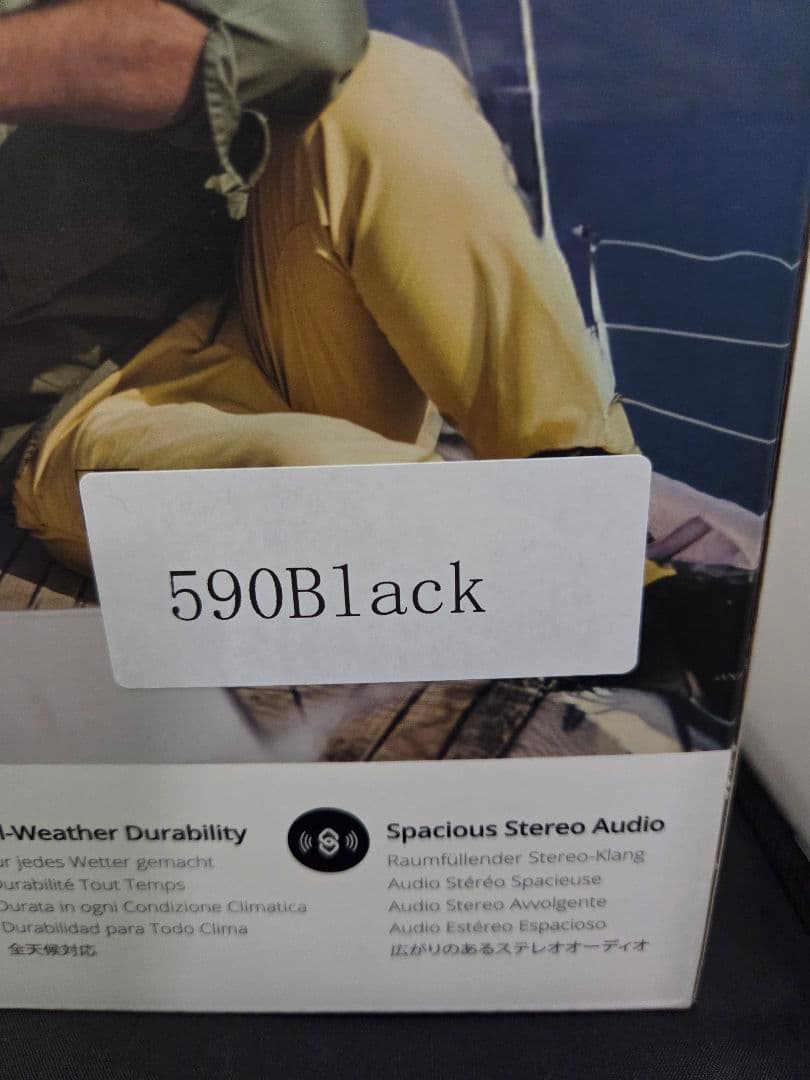 590Black
l-Weather Durability
ur jedes Wetter gemacht
Durabilité Tout Temps
Durata in ogni Condizione Climatica
Durabilidad para Todo Clima
全天候対応
Spacious Stereo Audio
Raumfüllender Stereo-Klang
Audio Stéréo Spacieuse
Audio Stereo Avvolgente
Audio Estéreo Espacioso
広がりのあるステレオオーディオ